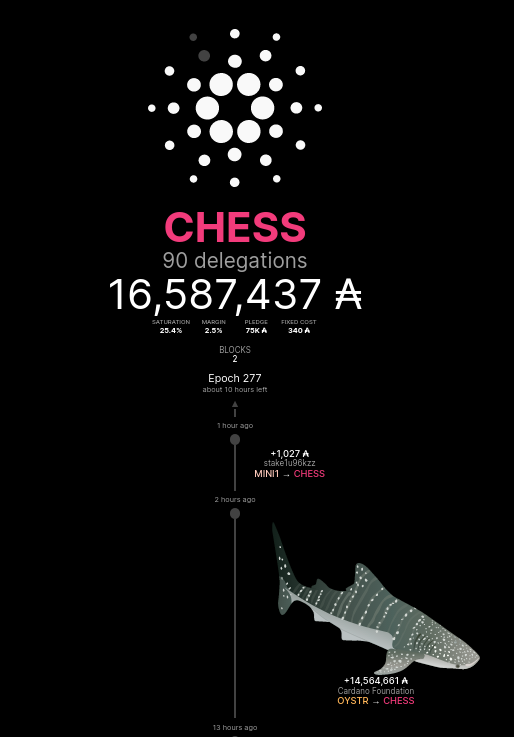 CHESS
90 delegations
16,587,437 ₳
SATURATION MARGIN PLEDGE FIXED COST
25.4% 2.5% 75K ₳ 340 ₳
BLOCKS
2
Epoch 277
about 10 hours left
1 hour ago
+1,027 ₳
stake1u96kzz
MINI1 → CHESS
2 hours ago
+14,564,661 ₳
Cardano Foundation
OYSTR → CHESS
13 hours ago